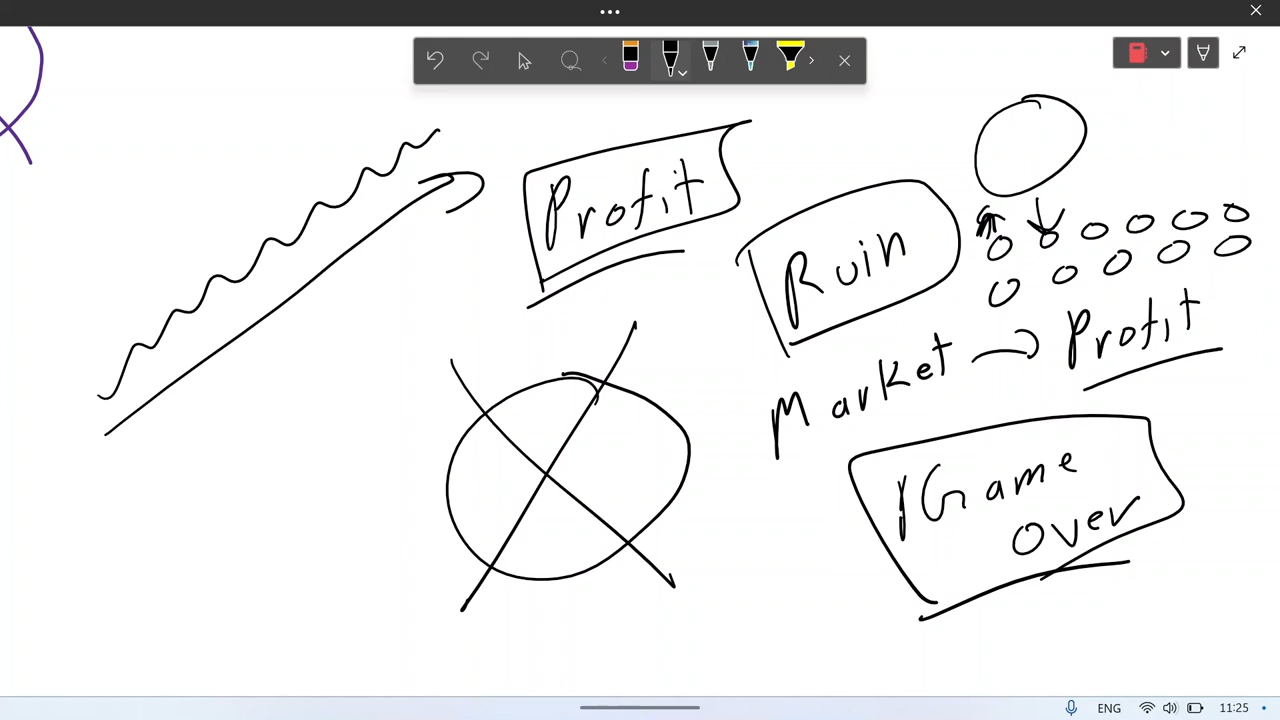 Profit
Ruin
Market → Profit
Game
over
ENG
11:25